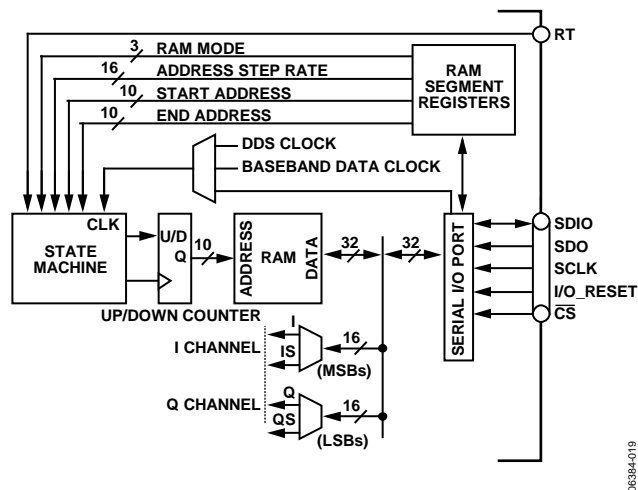 RT
3 RAM MODE
16 ADDRESS STEP RATE
10 START ADDRESS
10 END ADDRESS
RAM
SEGMENT
REGISTERS
DDS CLOCK
BASEBAND DATA CLOCK
CLK
STATE
MACHINE
U/D
Q
10
ADDRESS
RAM
DATA
32
32
SERIAL I/O PORT
SDIO
SDO
SCLK
I/O_RESET
CS
UP/DOWN COUNTER
I CHANNEL
I
IS
16
(MSBs)
Q CHANNEL
Q
QS
16
(LSBs)
06384-019